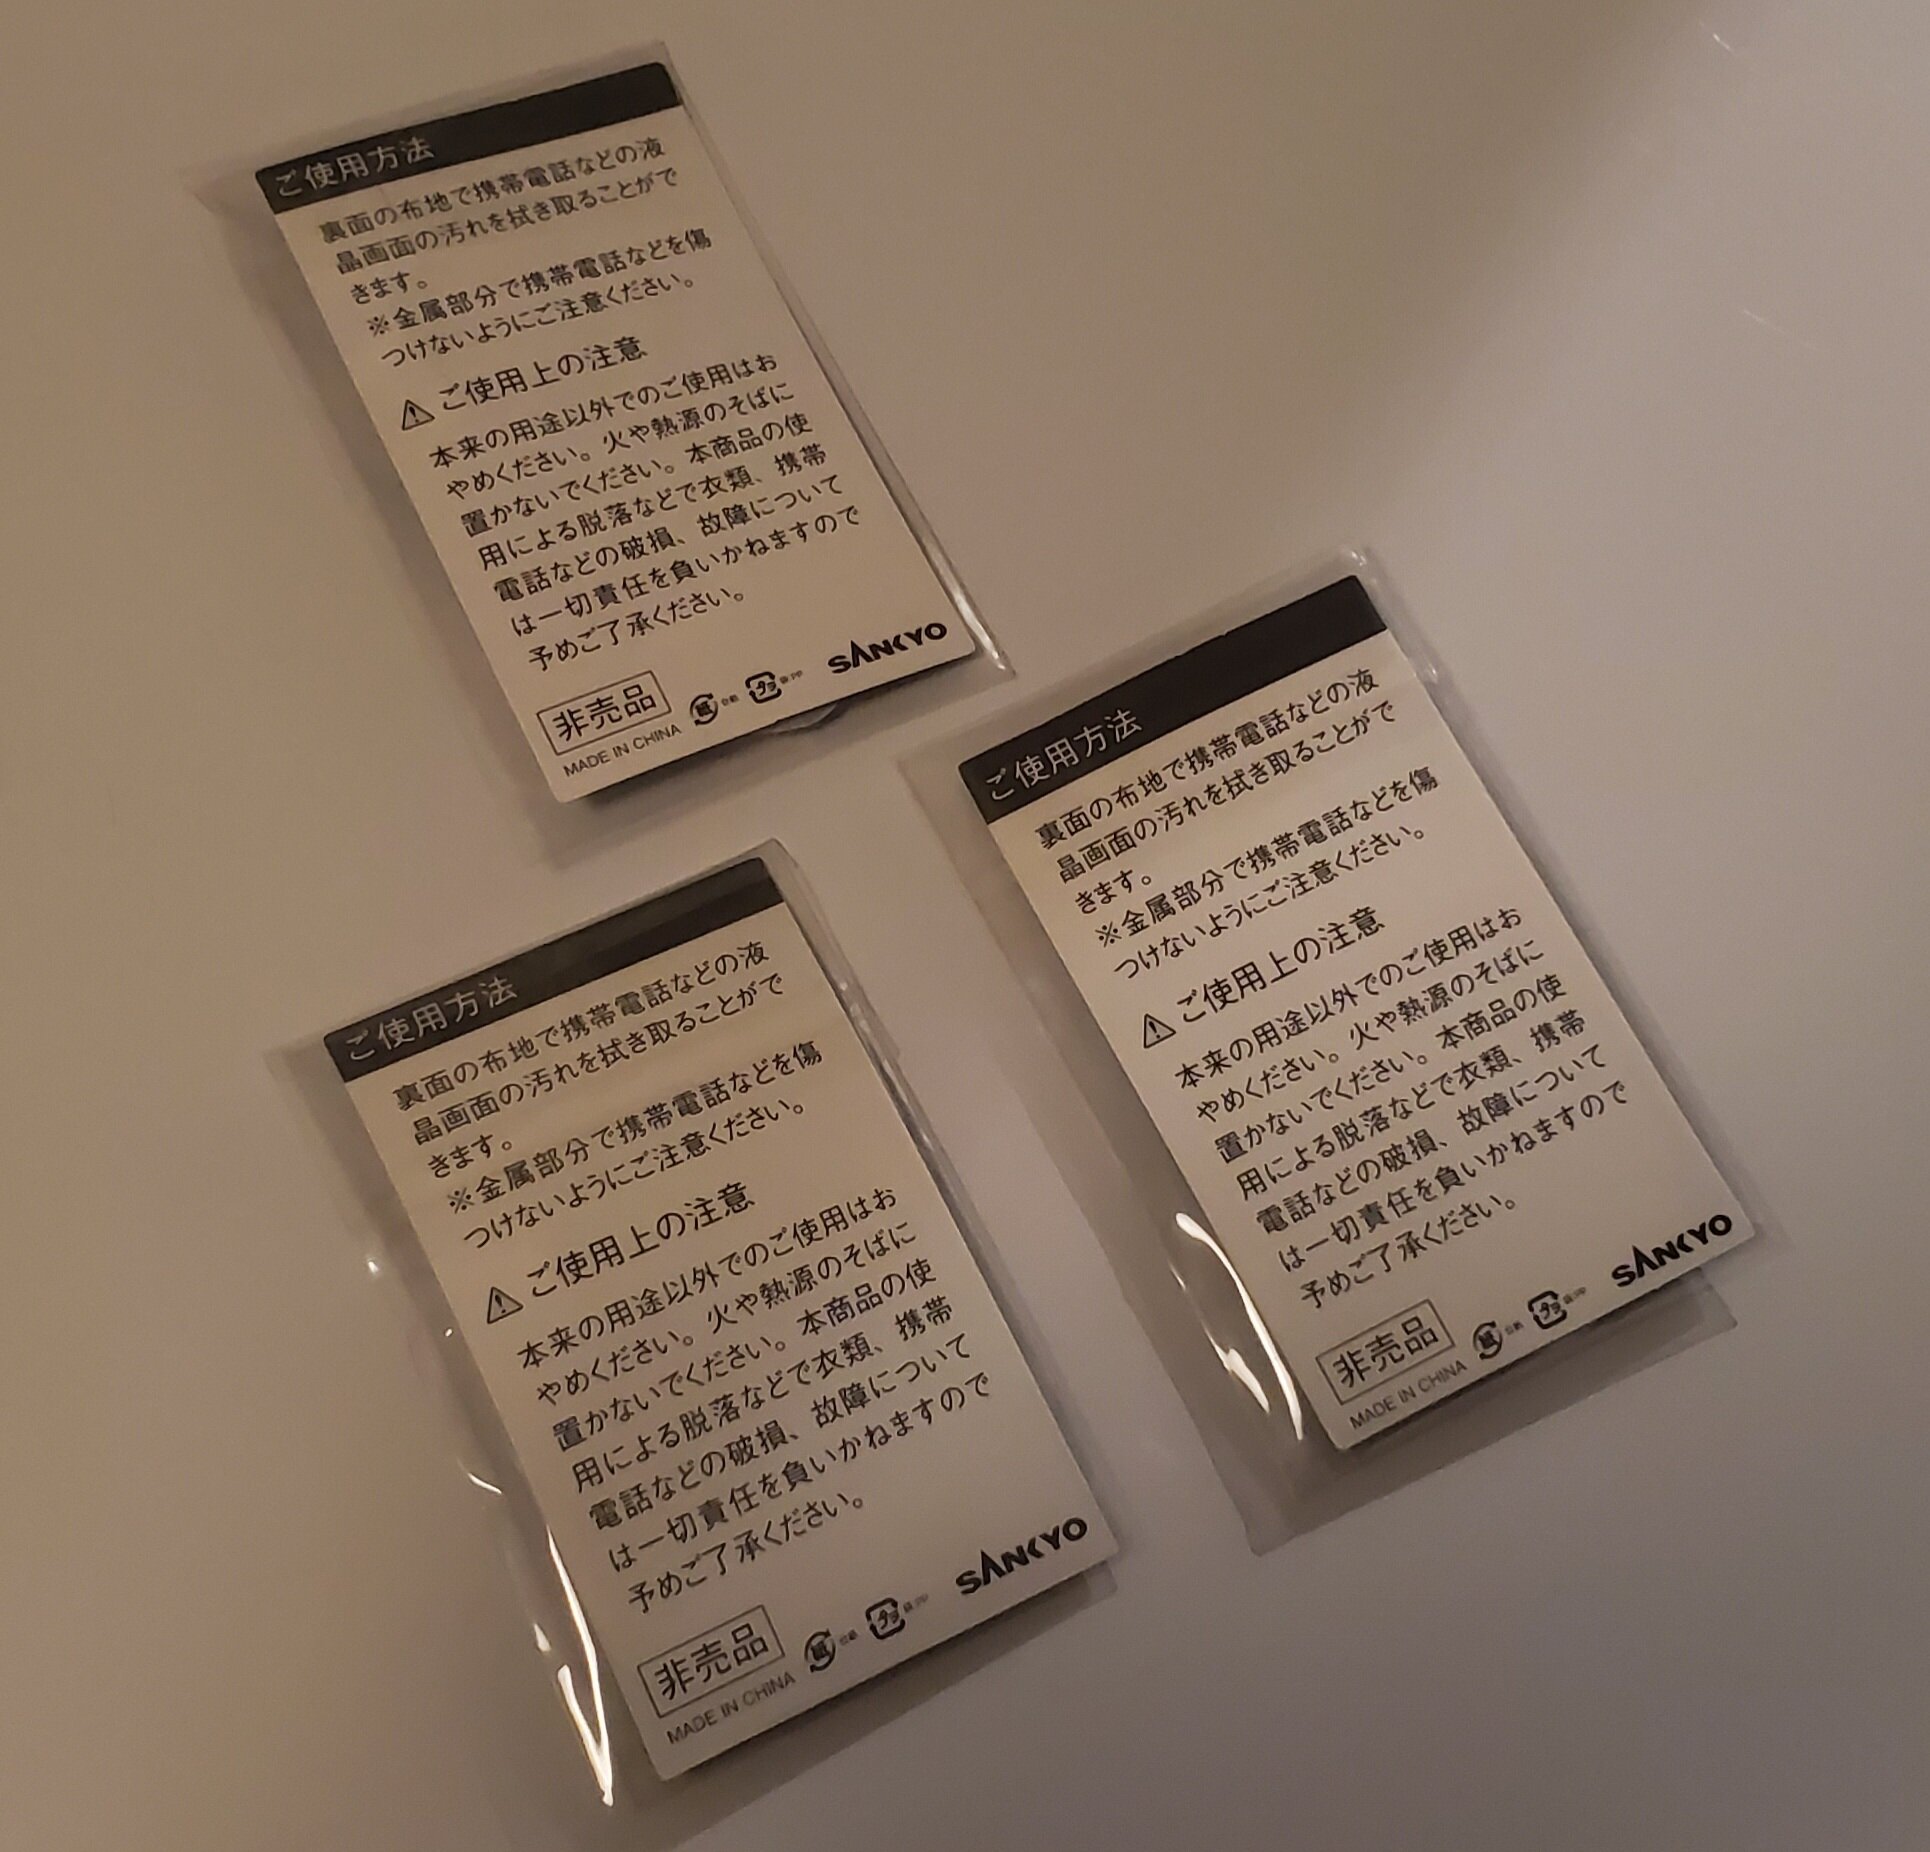 ご使用方法
裏面の布地で携帯電話などの液
晶画面の汚れを拭き取ることがで
きます。
※金属部分で携帯電話などを傷
つけないようにご注意ください。
ご使用上の注意
本来の用途以外でのご使用はお
やめください。火や熱源のそばに
置かないでください。本商品の使
用による脱落などで衣類、携帯
電話などの破損、故障について
は一切責任を負いかねますので
予めご了承ください。
非売品
紙
台紙
プラ
袋:PP
SANKYO
MADE IN CHINA
ご使用方法
裏面の布地で携帯電話などの液
晶画面の汚れを拭き取ることがで
きます。
※金属部分で携帯電話などを傷
つけないようにご注意ください。
ご使用上の注意
本来の用途以外でのご使用はお
やめください。火や熱源のそばに
置かないでください。本商品の使
用による脱落などで衣類、携帯
電話などの破損、故障について
は一切責任を負いかねますので
予めご了承ください。
非売品
紙
台紙
プラ
袋:PP
SANKYO
MADE IN CHINA
ご使用方法
裏面の布地で携帯電話などの液
晶画面の汚れを拭き取ることがで
きます。
※金属部分で携帯電話などを傷
つけないようにご注意ください。
ご使用上の注意
本来の用途以外でのご使用はお
やめください。火や熱源のそばに
置かないでください。本商品の使
用による脱落などで衣類、携帯
電話などの破損、故障について
は一切責任を負いかねますので
予めご了承ください。
非売品
紙
台紙
プラ
袋:PP
SANKYO
MADE IN CHINA